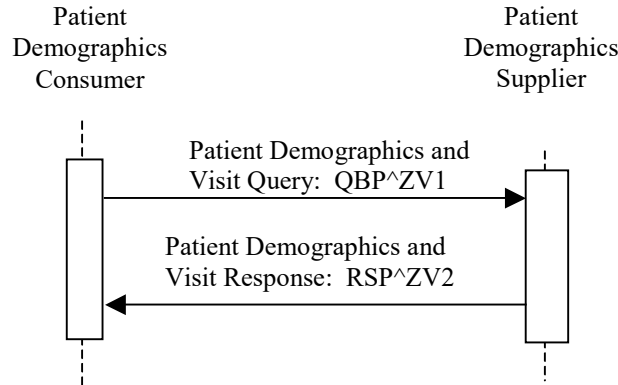 Patient
Demographics
Consumer
Patient
Demographics
Supplier
Patient Demographics and
Visit Query: QBP^ZV1
Patient Demographics and
Visit Response: RSP^ZV2